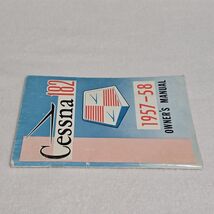 Cessna 182
1957-58
OWNER'S MANUAL